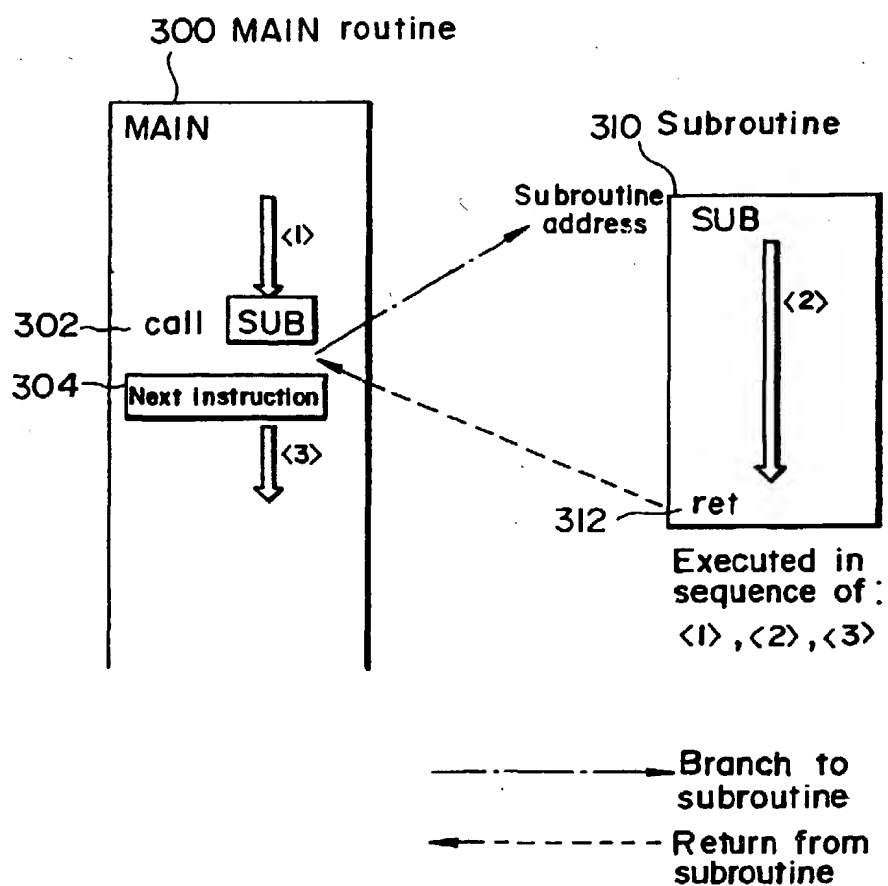 300 MAIN routine
MAIN
<1>
302 call SUB
304 Next instruction
<3>
310 Subroutine
Subroutine
address
SUB
<2>
312 ret
Executed in
sequence of :
<1> , <2>, <3>
Branch to
subroutine
Return from
subroutine